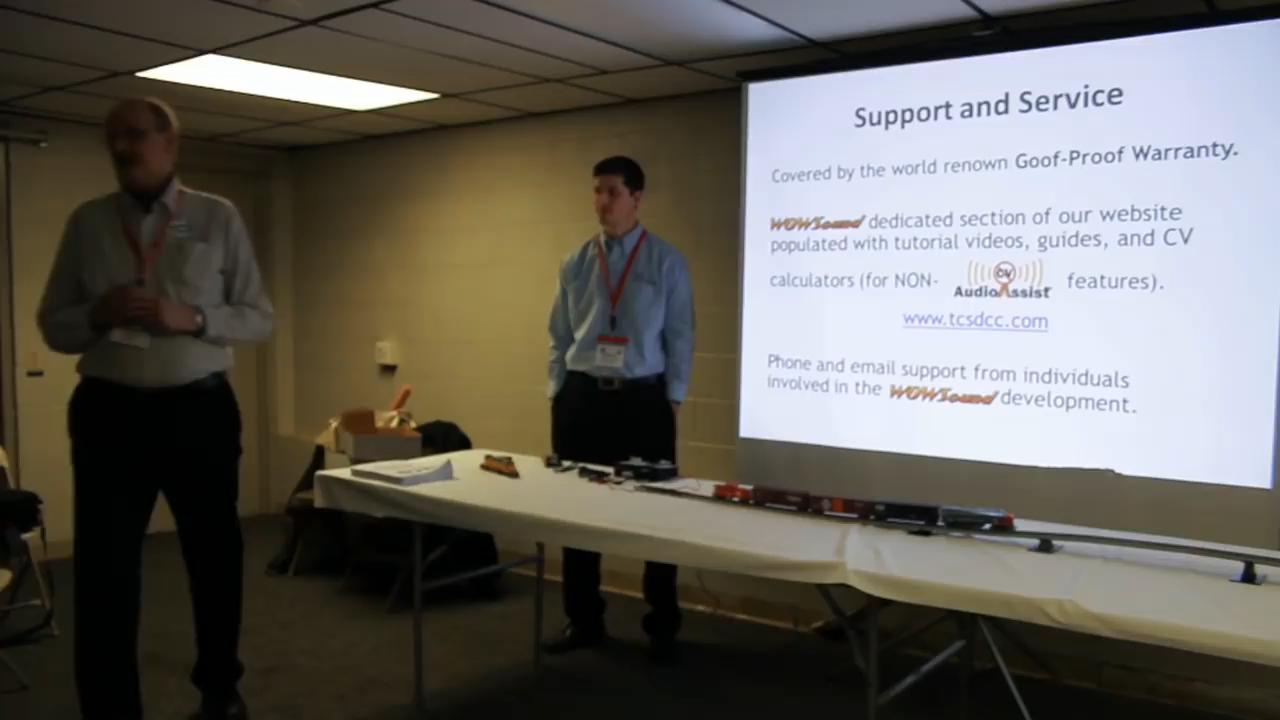 Support and Service
Covered by the world renown Goof-Proof Warranty.
WOWSound dedicated section of our website
populated with tutorial videos, guides, and CV
calculators (for NON- CV AudioAssist features).
www.tcsdcc.com
Phone and email support from individuals
involved in the WOWSound development.